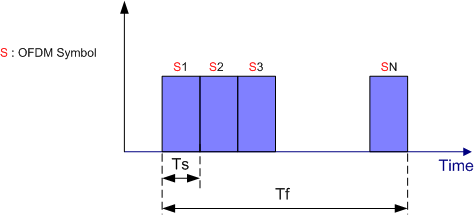 S : OFDM Symbol
S1 S2 S3 SN
Ts
Time
Tf